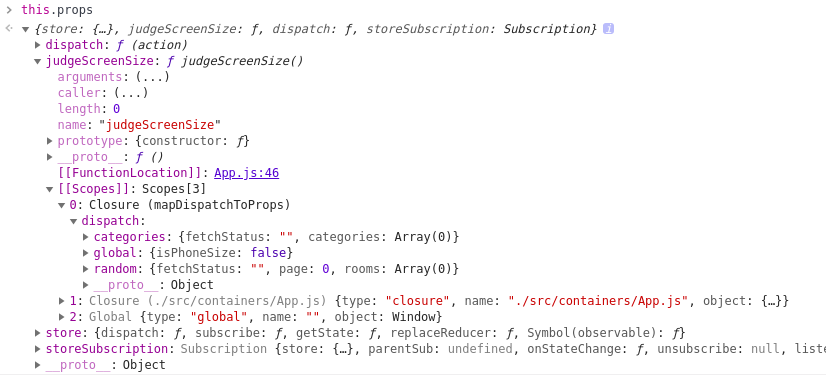 this.props
{store: {…}, judgeScreenSize: ƒ, dispatch: ƒ, storeSubscription: Subscription} i
dispatch: ƒ (action)
judgeScreenSize: ƒ judgeScreenSize()
arguments: (...)
caller: (...)
length: 0
name: "judgeScreenSize"
prototype: {constructor: ƒ}
__proto__: ƒ ()
[[FunctionLocation]]: App.js:46
[[Scopes]]: Scopes[3]
0: Closure (mapDispatchToProps)
dispatch:
categories: {fetchStatus: "", categories: Array(0)}
global: {isPhoneSize: false}
random: {fetchStatus: "", page: 0, rooms: Array(0)}
__proto__: Object
1: Closure (./src/containers/App.js) {type: "closure", name: "./src/containers/App.js", object: {…}}
2: Global {type: "global", name: "", object: Window}
store: {dispatch: ƒ, subscribe: ƒ, getState: ƒ, replaceReducer: ƒ, Symbol(observable): ƒ}
storeSubscription: Subscription {store: {…}, parentSub: undefined, onStateChange: ƒ, unsubscribe: null, liste
__proto__: Object